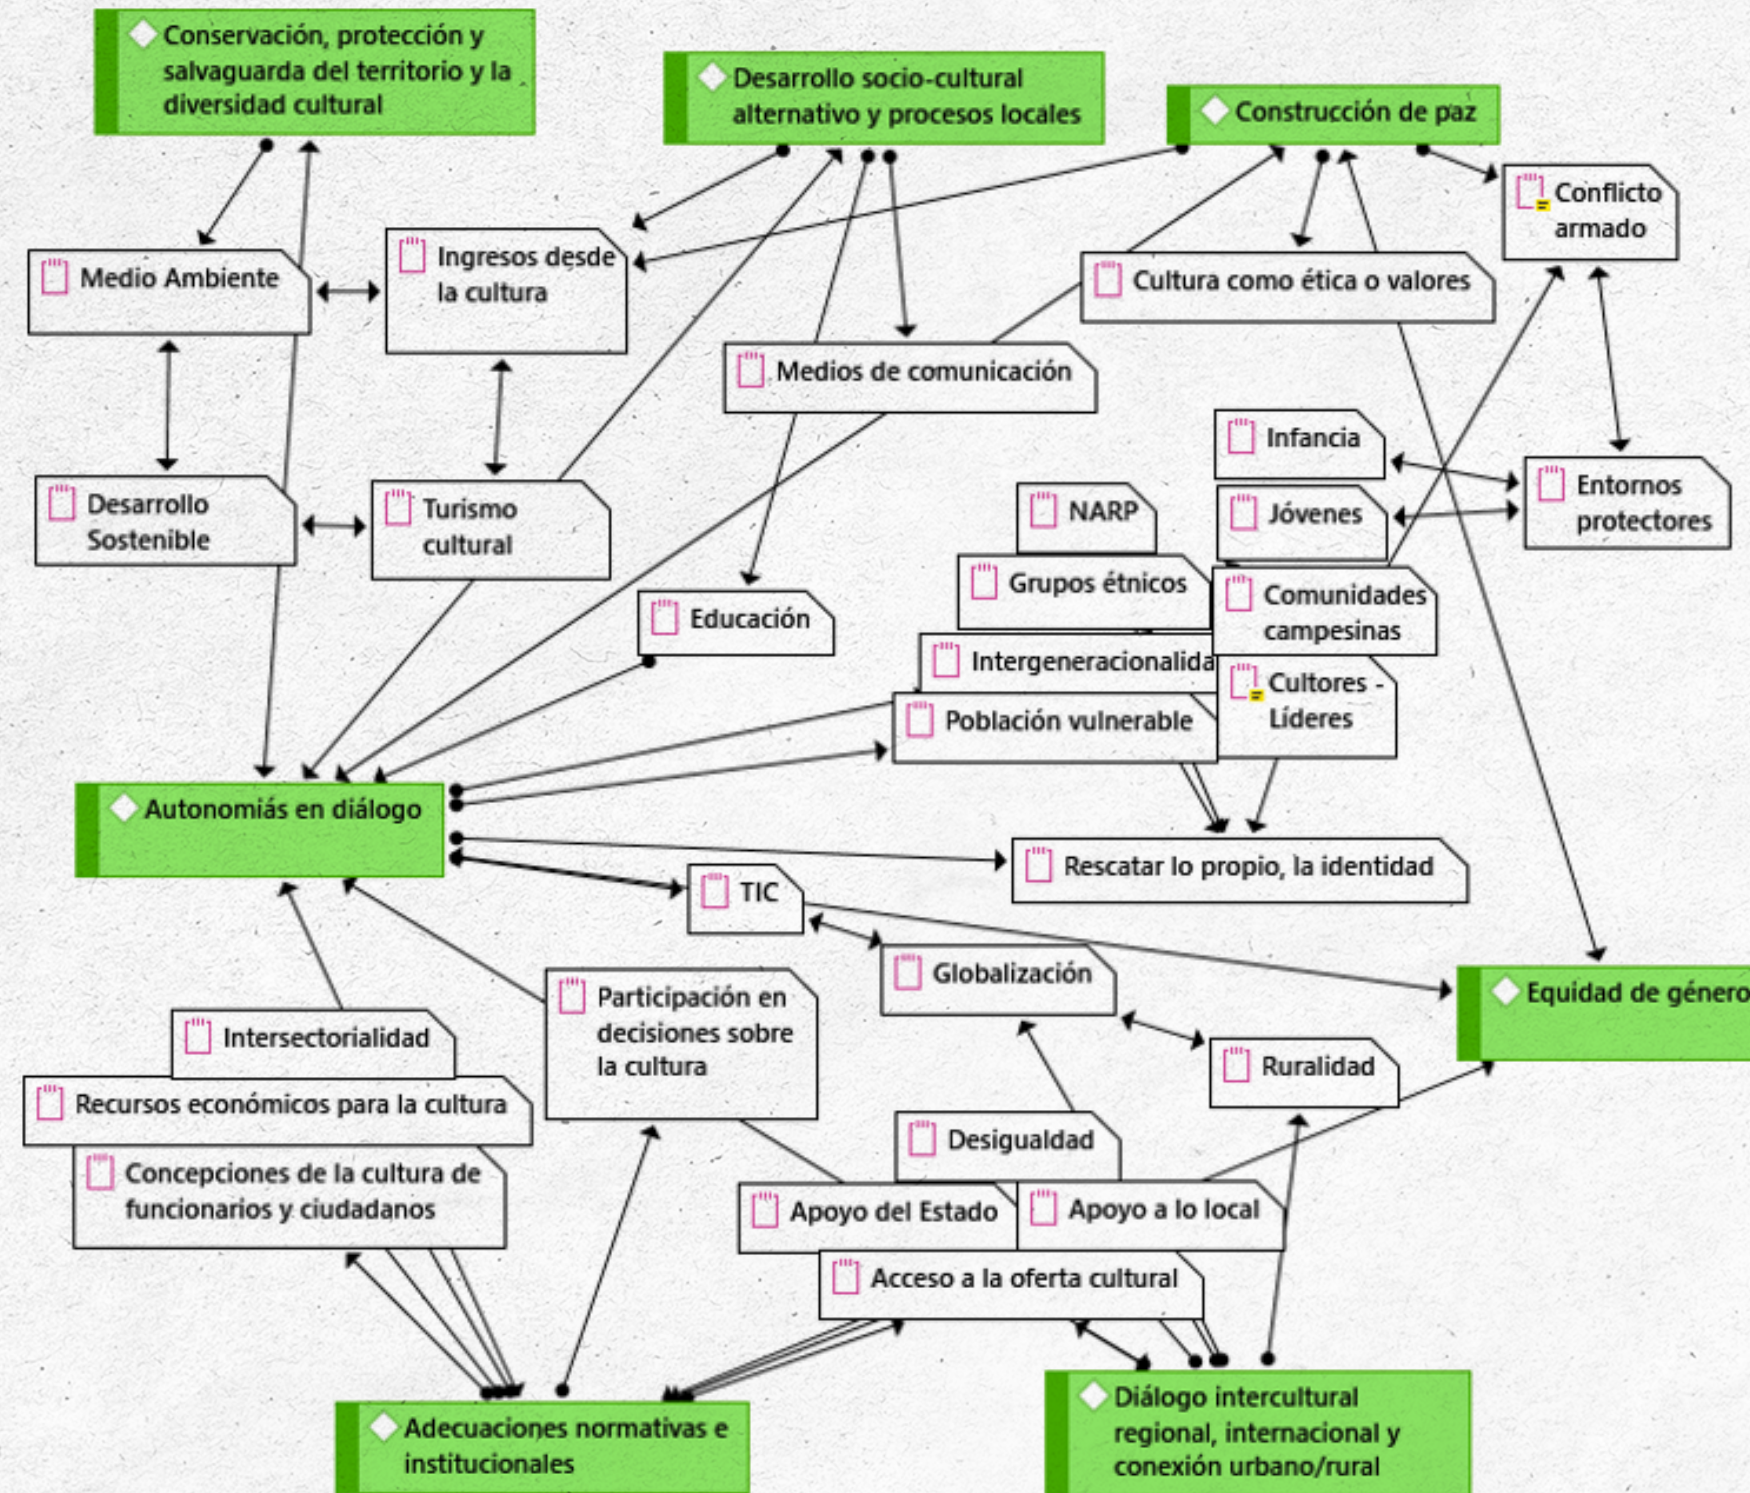 Conservación, protección y
salvaguarda del territorio y la
diversidad cultural
Desarrollo socio-cultural
alternativo y procesos locales
Construcción de paz
Conflicto
armado
Medio Ambiente
Ingresos desde
la cultura
Cultura como ética o valores
Medios de comunicación
Infancia
Desarrollo
Sostenible
Turismo
cultural
NARP
Jóvenes
Entornos
protectores
Grupos étnicos
Comunidades
campesinas
Educación
Intergeneracionalida
Cultores -
Líderes
Población vulnerable
Autonomiás en diálogo
Rescatar lo propio, la identidad
TIC
Globalización
Equidad de género
Participación en
decisiones sobre
la cultura
Intersectorialidad
Ruralidad
Recursos económicos para la cultura
Desigualdad
Concepciones de la cultura de
funcionarios y ciudadanos
Apoyo del Estado
Apoyo a lo local
Acceso a la oferta cultural
Adecuaciones normativas e
institucionales
Diálogo intercultural
regional, internacional y
conexión urbano/rural